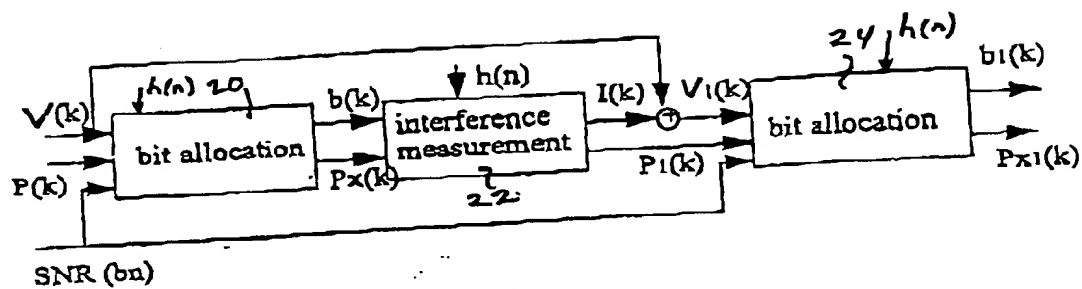 24 h(n)
V(k) h(n) 20 b(k) h(n) I(k) V1(k) b1(k)
bit allocation
interference
measurement
bit allocation
P(k) Px(k) 22 P1(k) Px1(k)
SNR (bn)